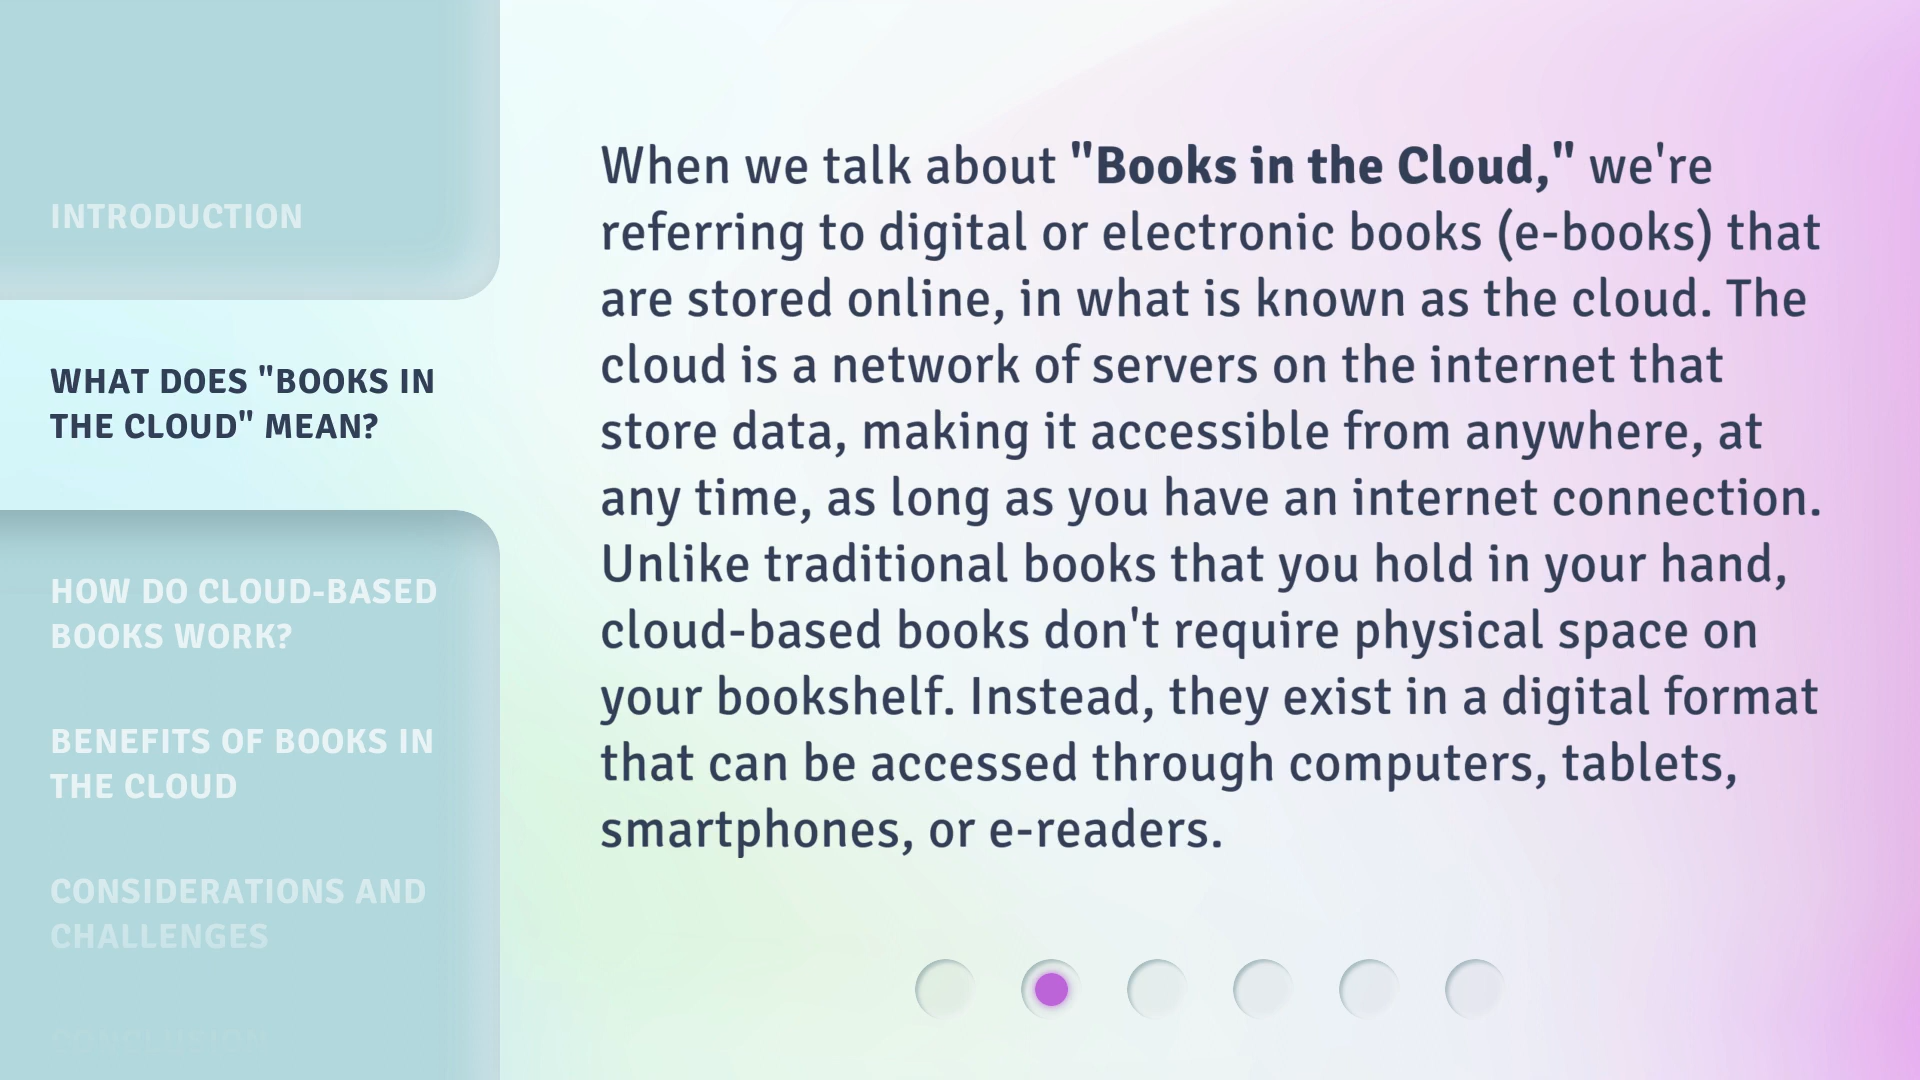 INTRODUCTION
WHAT DOES "BOOKS IN
THE CLOUD" MEAN?
HOW DO CLOUD-BASED
BOOKS WORK?
BENEFITS OF BOOKS IN
THE CLOUD
CONSIDERATIONS AND
CHALLENGES
CONCLUSION
When we talk about "Books in the Cloud," we're
referring to digital or electronic books (e-books) that
are stored online, in what is known as the cloud. The
cloud is a network of servers on the internet that
store data, making it accessible from anywhere, at
any time, as long as you have an internet connection.
Unlike traditional books that you hold in your hand,
cloud-based books don't require physical space on
your bookshelf. Instead, they exist in a digital format
that can be accessed through computers, tablets,
smartphones, or e-readers.